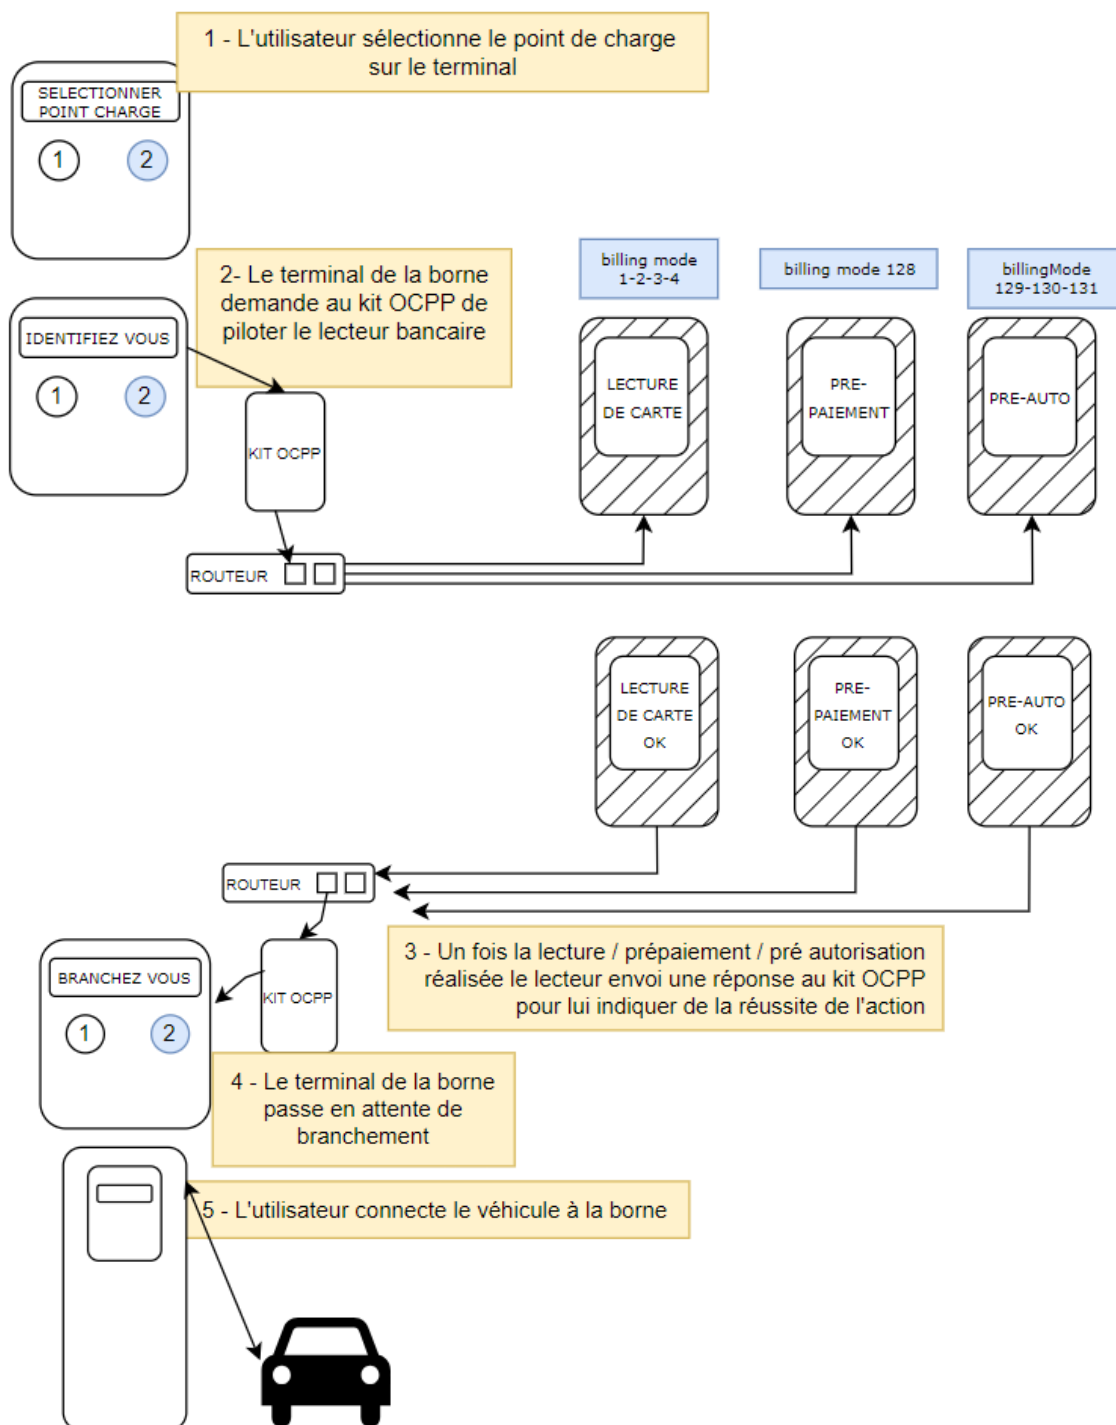 1 - L'utilisateur sélectionne le point de charge
sur le terminal
SELECTIONNER
POINT CHARGE
1
2
2- Le terminal de la borne
demande au kit OCPP de
piloter le lecteur bancaire
billing mode
1-2-3-4
billing mode 128
billingMode
129-130-131
IDENTIFIEZ VOUS
1
2
KIT OCPP
LECTURE
DE CARTE
PRE-
PAIEMENT
PRE-AUTO
ROUTEUR
LECTURE
DE CARTE
OK
PRE-
PAIEMENT
OK
PRE-AUTO
OK
ROUTEUR
3 - Un fois la lecture / prépaiement / pré autorisation
réalisée le lecteur envoi une réponse au kit OCPP
pour lui indiquer de la réussite de l'action
BRANCHEZ VOUS
1
2
KIT OCPP
4 - Le terminal de la borne
passe en attente de
branchement
5 - L'utilisateur connecte le véhicule à la borne